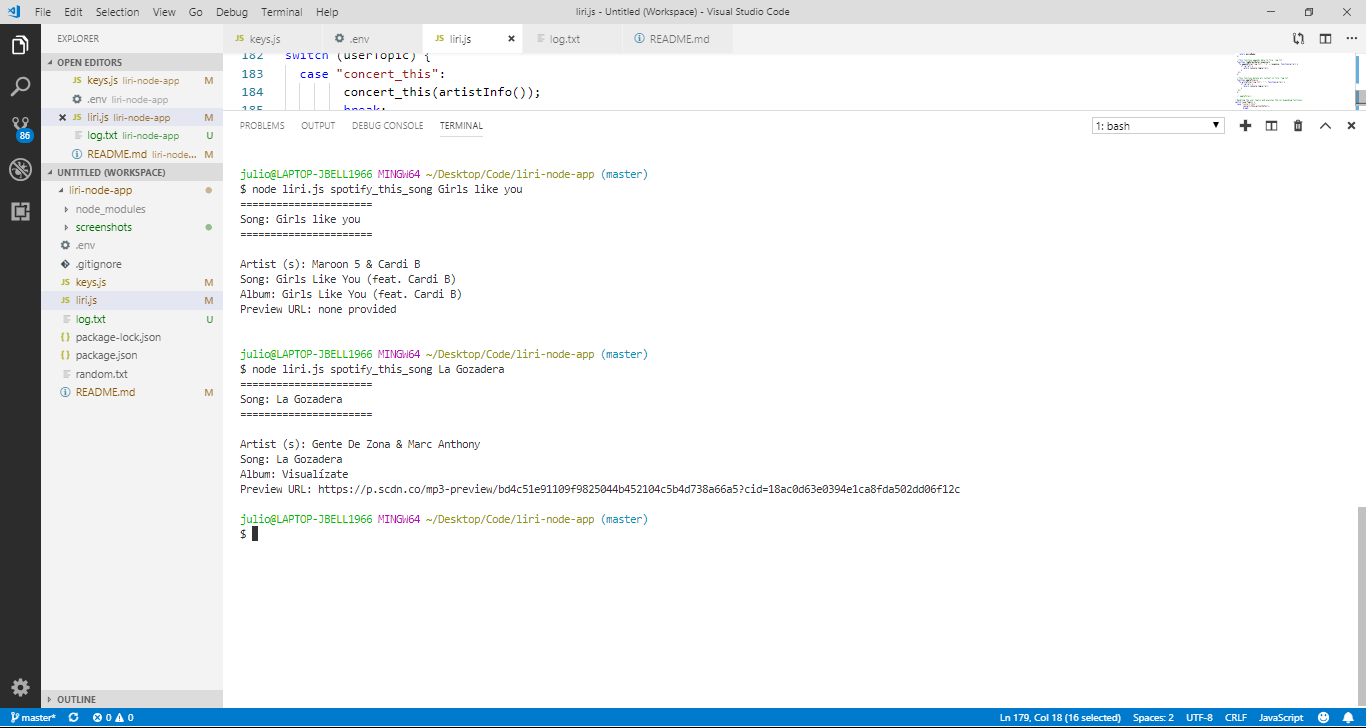 File Edit Selection View Go Debug Terminal Help liri.js - Untitled (Workspace) - Visual Studio Code
EXPLORER
OPEN EDITORS
JS keys.js liri-node-app M
.env liri-node-app
JS liri.js liri-node-app M
log.txt liri-node-app U
README.md liri-node... M
UNTITLED (WORKSPACE)
liri-node-app
node_modules
screenshots
.env
.gitignore
JS keys.js M
JS liri.js M
log.txt U
{} package-lock.json
{} package.json
random.txt
README.md M
OUTLINE
86
JS keys.js .env JS liri.js log.txt README.md
182 switch (userTopic) {
183 case "concert_this":
184 concert_this(artistInfo());
185 break;
PROBLEMS OUTPUT DEBUG CONSOLE TERMINAL 1: bash
julio@LAPTOP-JBELL1966 MINGW64 ~/Desktop/Code/liri-node-app (master)
$ node liri.js spotify_this_song Girls like you
======================
Song: Girls like you
======================
Artist (s): Maroon 5 & Cardi B
Song: Girls Like You (feat. Cardi B)
Album: Girls Like You (feat. Cardi B)
Preview URL: none provided
julio@LAPTOP-JBELL1966 MINGW64 ~/Desktop/Code/liri-node-app (master)
$ node liri.js spotify_this_song La Gozadera
======================
Song: La Gozadera
======================
Artist (s): Gente De Zona & Marc Anthony
Song: La Gozadera
Album: Visualízate
Preview URL: https://p.scdn.co/mp3-preview/bd4c51e91109f9825044b452104c5b4d738a66a5?cid=18ac0d63e0394e1ca8fda502dd06f12c
julio@LAPTOP-JBELL1966 MINGW64 ~/Desktop/Code/liri-node-app (master)
$
master* 0 0 Ln 179, Col 18 (16 selected) Spaces: 2 UTF-8 CRLF JavaScript